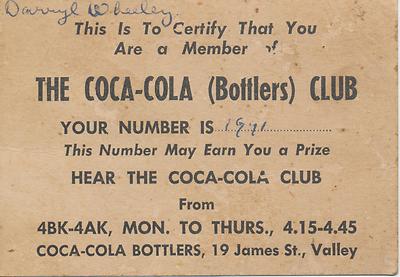 Darryl Wheeley.
This Is To Certify That You
Are a Member of
THE COCA-COLA (Bottlers) CLUB
YOUR NUMBER IS 1971
This Number May Earn You a Prize
HEAR THE COCA-COLA CLUB
From
4BK-4AK, MON. TO THURS., 4.15-4.45
COCA-COLA BOTTLERS, 19 James St., Valley